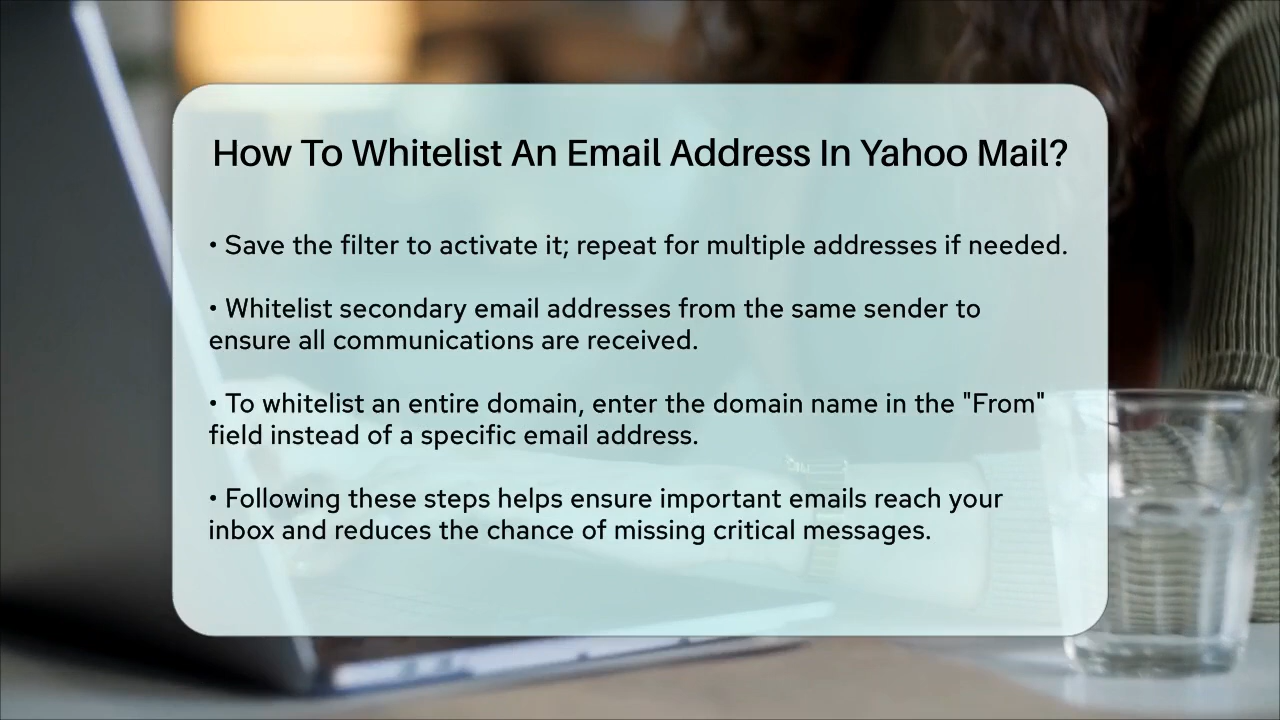 How To Whitelist An Email Address In Yahoo Mail?
• Save the filter to activate it; repeat for multiple addresses if needed.
• Whitelist secondary email addresses from the same sender to
ensure all communications are received.
• To whitelist an entire domain, enter the domain name in the "From"
field instead of a specific email address.
• Following these steps helps ensure important emails reach your
inbox and reduces the chance of missing critical messages.